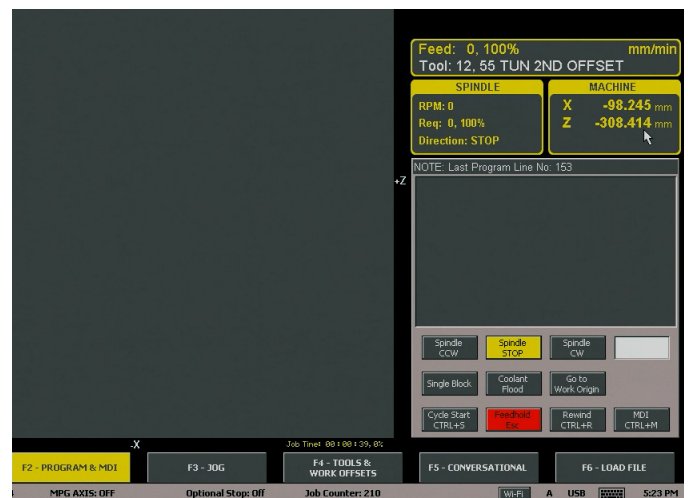 Feed: 0, 100% mm/min
Tool: 12, 55 TUN 2ND OFFSET
SPINDLE
RPM: 0
Req: 0, 100%
Direction: STOP
MACHINE
X -98.245 mm
Z -308.414 mm
+Z
NOTE: Last Program Line No: 153
Spindle CCW
Spindle STOP
Spindle CW
Single Block
Coolant Flood
Go to Work Origin
Cycle Start CTRL+S
Feedhold Esc
Rewind CTRL+R
MDI CTRL+M
-X
Job Time: 00:00:39, 0%
F2 - PROGRAM & MDI
F3 - JOG
F4 - TOOLS & WORK OFFSETS
F5 - CONVERSATIONAL
F6 - LOAD FILE
MPG AXIS: OFF
Optional Stop: Off
Job Counter: 210
Wi-Fi
A
USB
5:23 PM